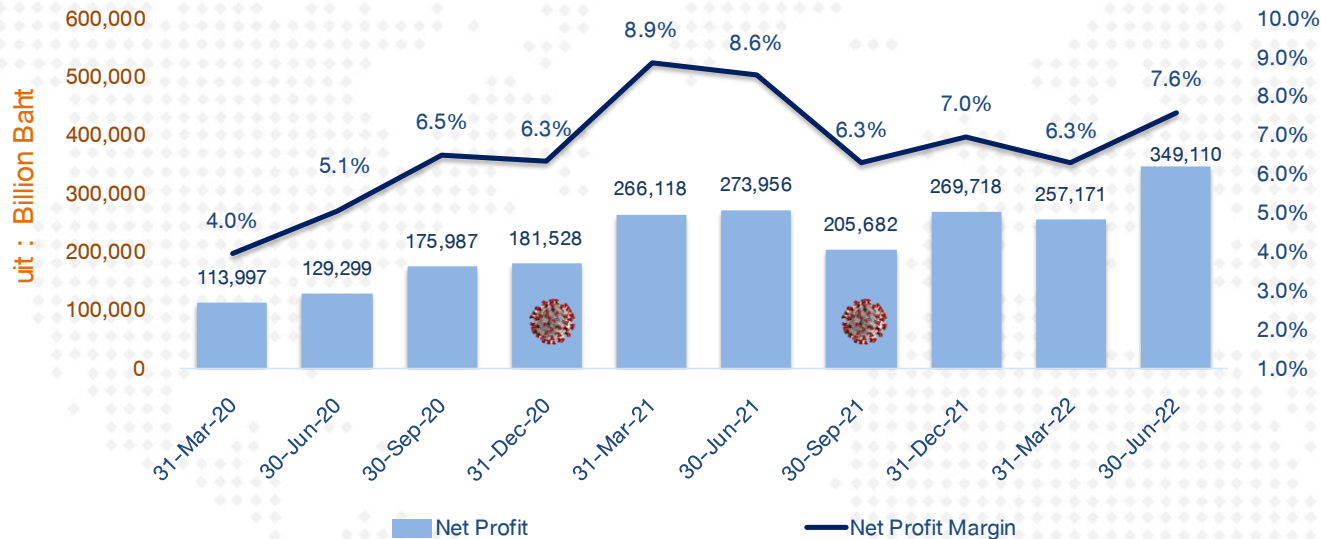 uit : Billion Baht
600,000
500,000
400,000
300,000
200,000
100,000
0
10.0%
9.0%
8.0%
7.0%
6.0%
5.0%
4.0%
3.0%
2.0%
1.0%
4.0%
5.1%
6.5%
6.3%
8.9%
8.6%
6.3%
7.0%
6.3%
7.6%
113,997
129,299
175,987
181,528
266,118
273,956
205,682
269,718
257,171
349,110
31-Mar-20
30-Jun-20
30-Sep-20
31-Dec-20
31-Mar-21
30-Jun-21
30-Sep-21
31-Dec-21
31-Mar-22
30-Jun-22
Net Profit
Net Profit Margin